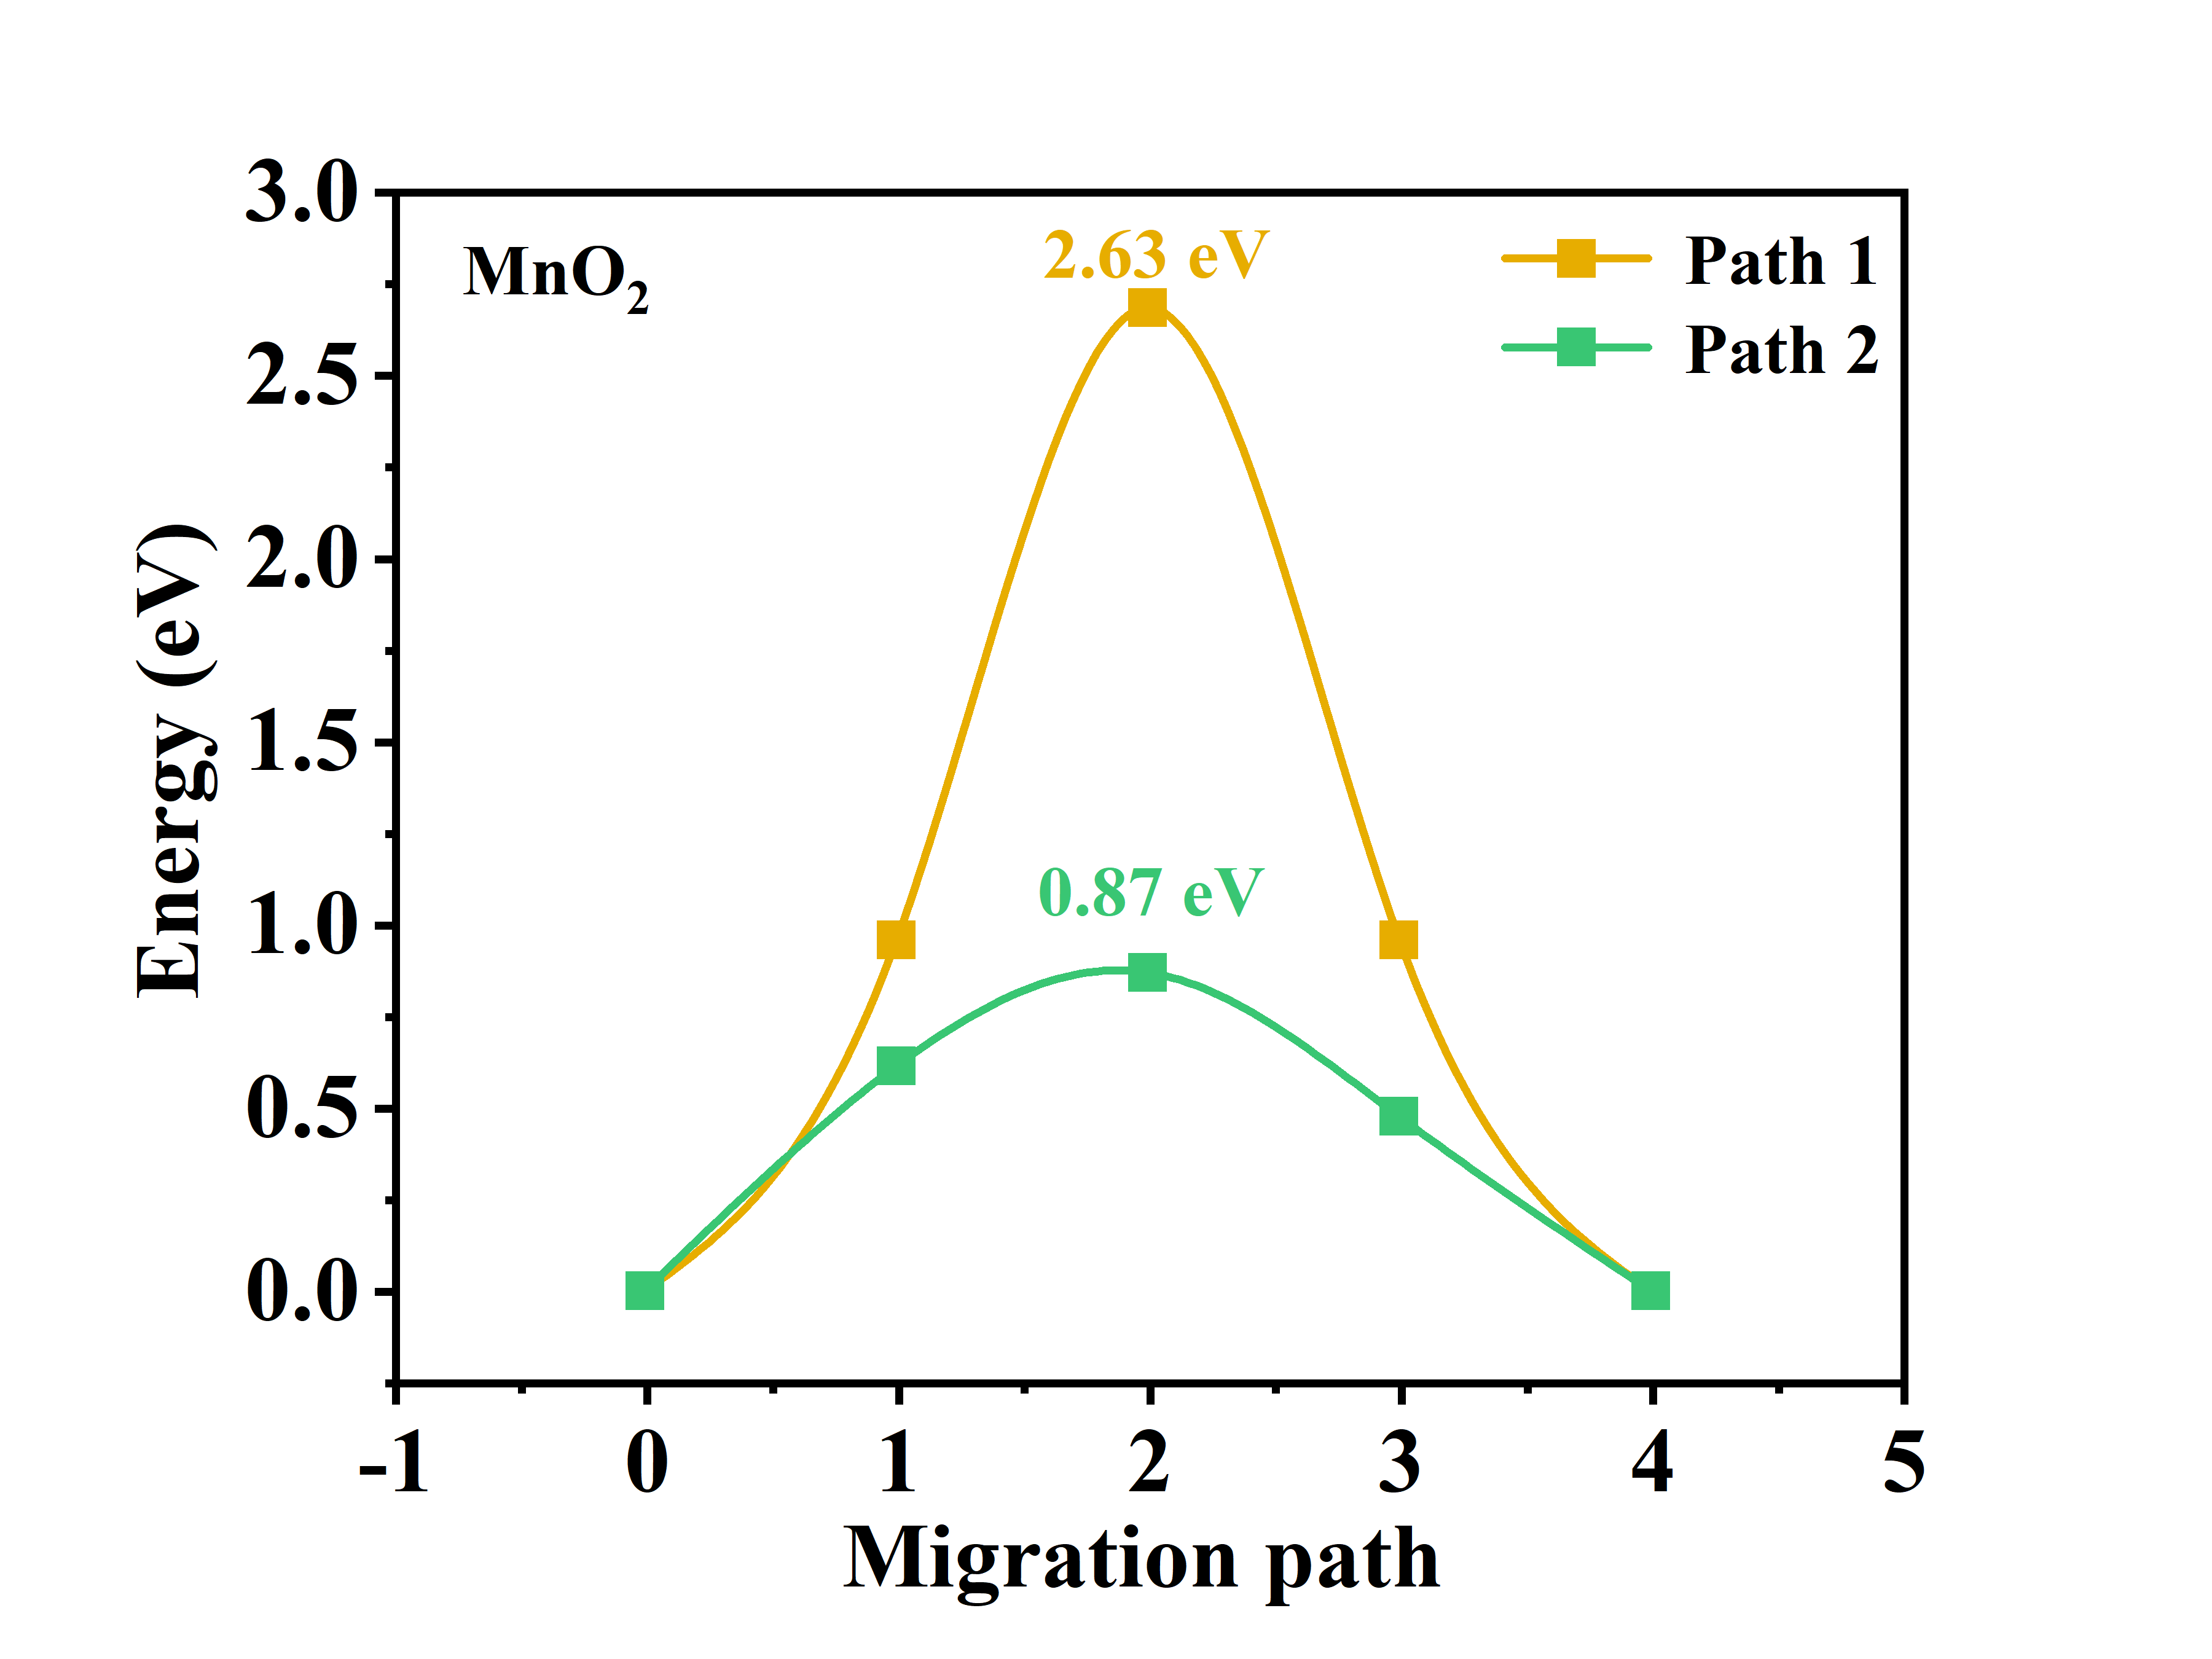 MnO₂
2.63 eV
0.87 eV
Path 1
Path 2
Energy (eV)
3.0
2.5
2.0
1.5
1.0
0.5
0.0
-1 0 1 2 3 4 5
Migration path